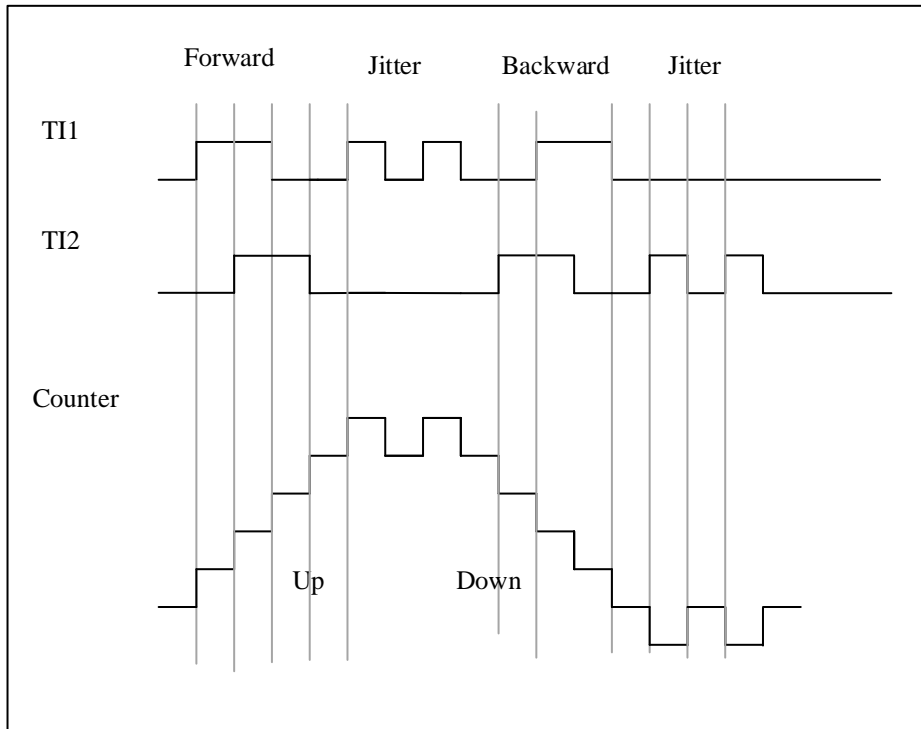 Forward
Jitter
Backward
Jitter
TI1
TI2
Counter
Up
Down